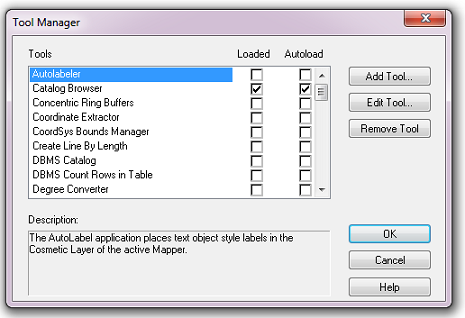 Tool Manager
Tools Loaded Autoload
Autolabeler
Catalog Browser
Concentric Ring Buffers
Coordinate Extractor
CoordSys Bounds Manager
Create Line By Length
DBMS Catalog
DBMS Count Rows in Table
Degree Converter
Add Tool...
Edit Tool...
Remove Tool
Description:
The AutoLabel application places text object style labels in the
Cosmetic Layer of the active Mapper.
OK
Cancel
Help